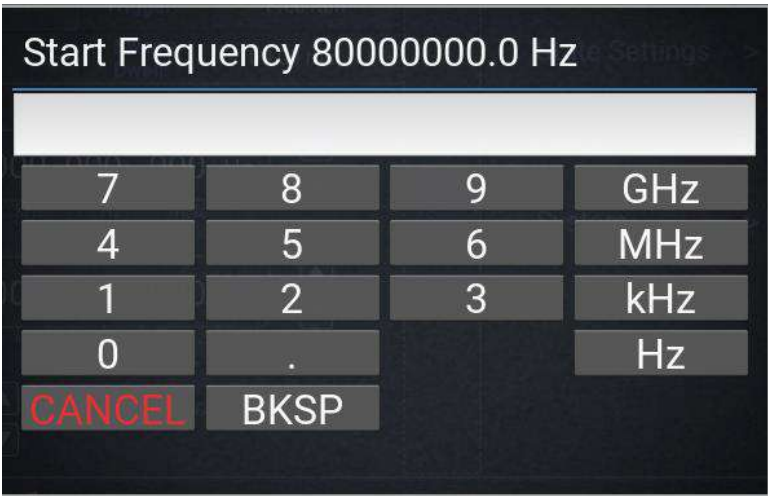 Start Frequency 80000000.0 Hz
7 8 9 GHz
4 5 6 MHz
1 2 3 kHz
0 . Hz
CANCEL BKSP